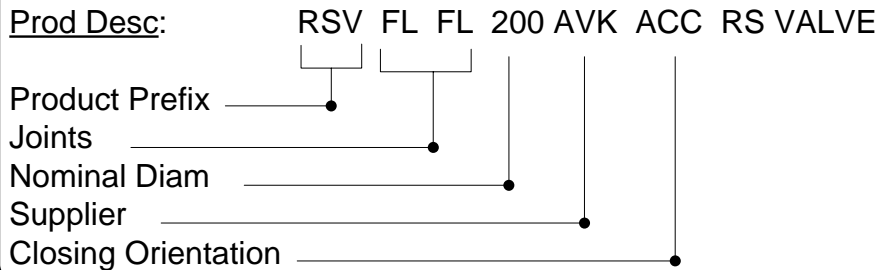 Prod Desc: RSV FL FL 200 AVK ACC RS VALVE
Product Prefix
Joints
Nominal Diam
Supplier
Closing Orientation